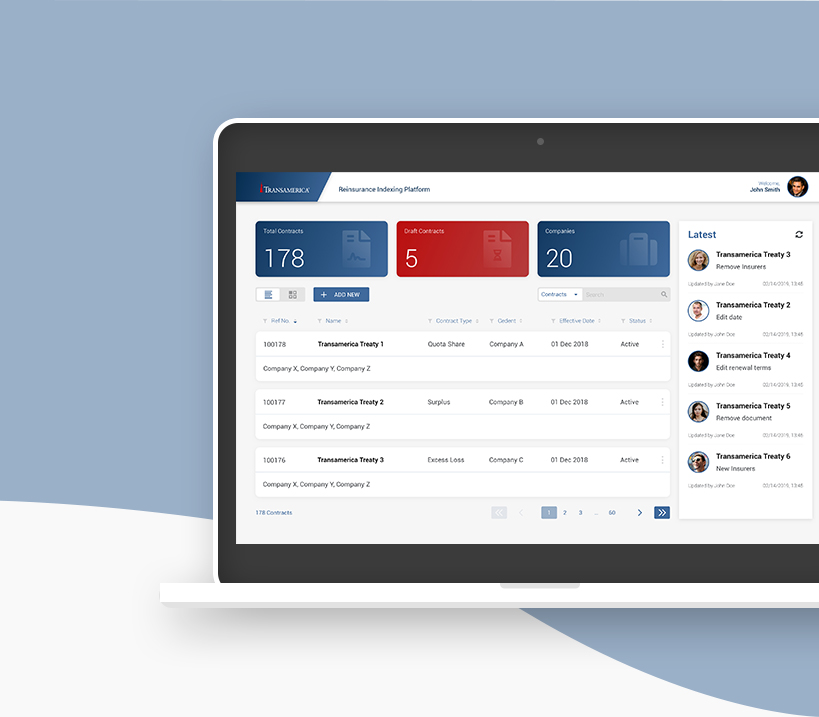 TRANSAMERICA
Reinsurance Indexing Platform
Welcome,
John Smith
Total Contracts
178
Draft Contracts
5
Companies
20
ADD NEW
Contracts
Search
Ref No.
Name
Contract Type
Cedent
Effective Date
Status
100178
Transamerica Treaty 1
Quota Share
Company A
01 Dec 2018
Active
Company X, Company Y, Company Z
100177
Transamerica Treaty 2
Surplus
Company B
01 Dec 2018
Active
Company X, Company Y, Company Z
100176
Transamerica Treaty 3
Excess Loss
Company C
01 Dec 2018
Active
Company X, Company Y, Company Z
178 Contracts
1 2 3 ... 60
Latest
Transamerica Treaty 3
Remove Insurers
Updated by Jane Doe 02/14/2019, 13:45
Transamerica Treaty 2
Edit date
Updated by John Doe 02/14/2019, 13:45
Transamerica Treaty 4
Edit renewal terms
Updated by John Doe 02/14/2019, 13:45
Transamerica Treaty 5
Remove document
Updated by Jane Doe 02/14/2019, 13:45
Transamerica Treaty 6
New Insurers
Updated by John Doe 02/14/2019, 13:45